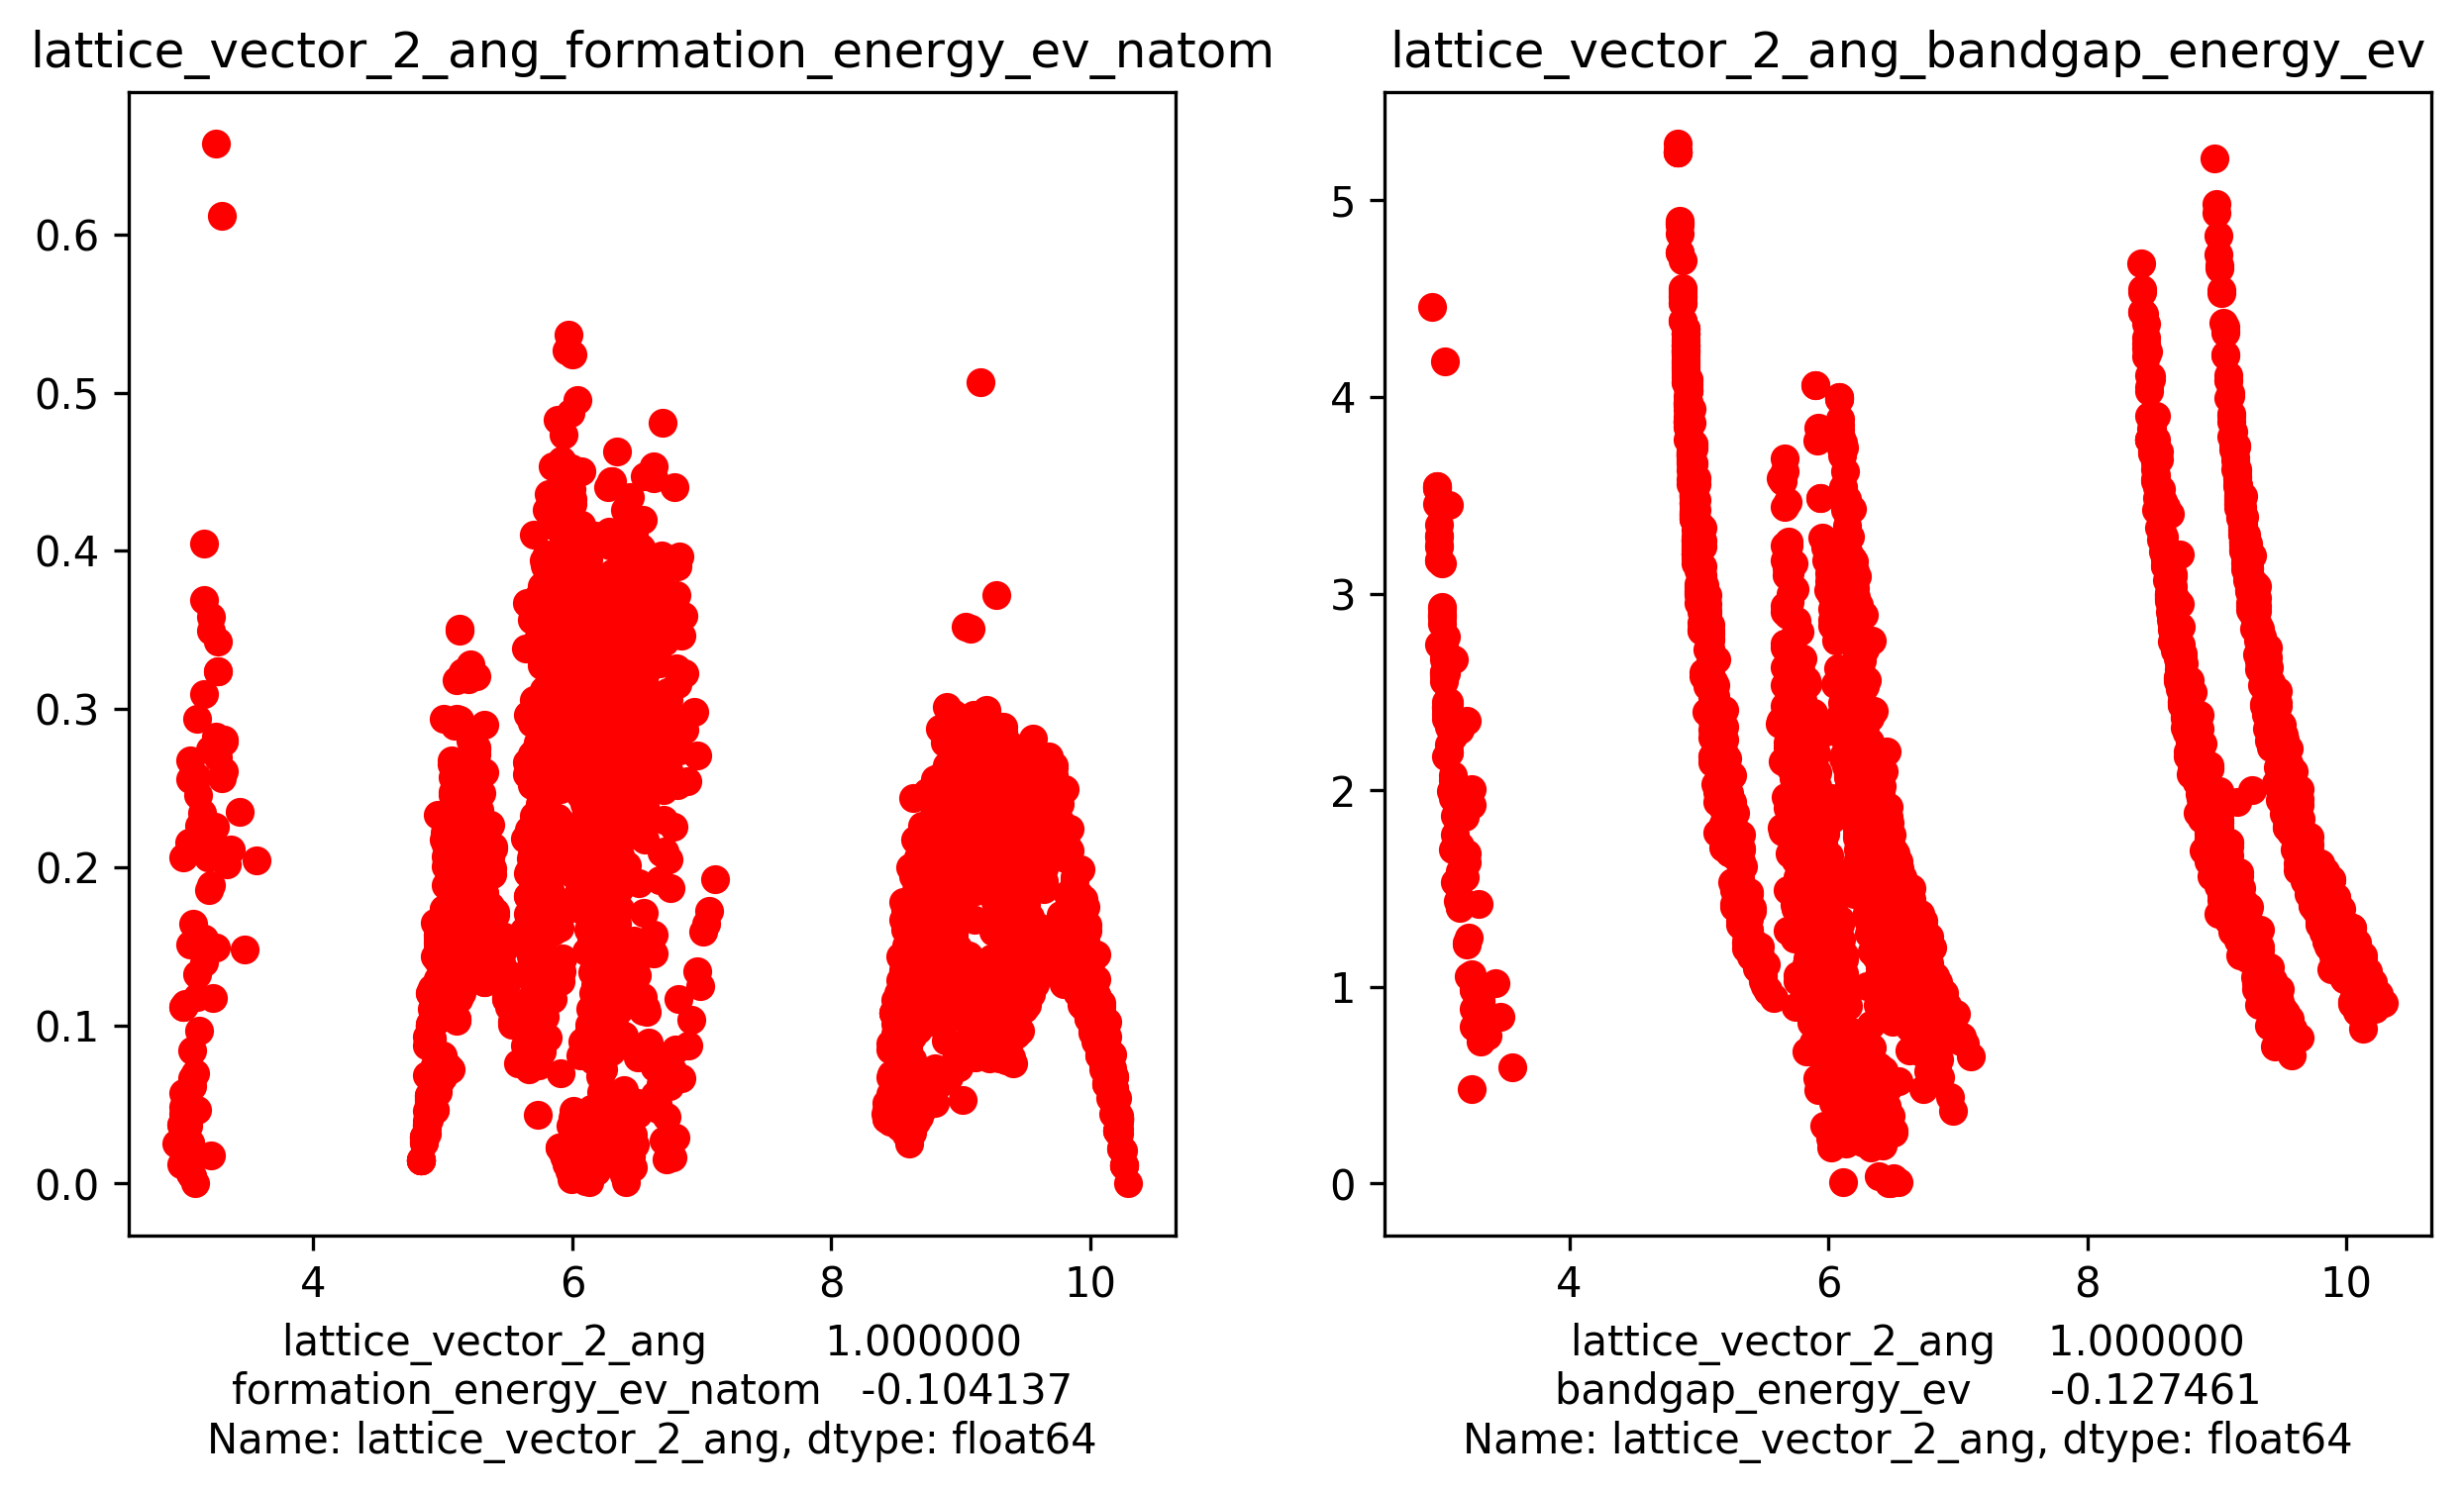 lattice_vector_2_ang_formation_energy_ev_natom
0.6
0.5
0.4
0.3
0.2
0.1
0.0
4 6 8 10
lattice_vector_2_ang 1.000000
formation_energy_ev_natom -0.104137
Name: lattice_vector_2_ang, dtype: float64
lattice_vector_2_ang_bandgap_energy_ev
5
4
3
2
1
0
4 6 8 10
lattice_vector_2_ang 1.000000
bandgap_energy_ev -0.127461
Name: lattice_vector_2_ang, dtype: float64